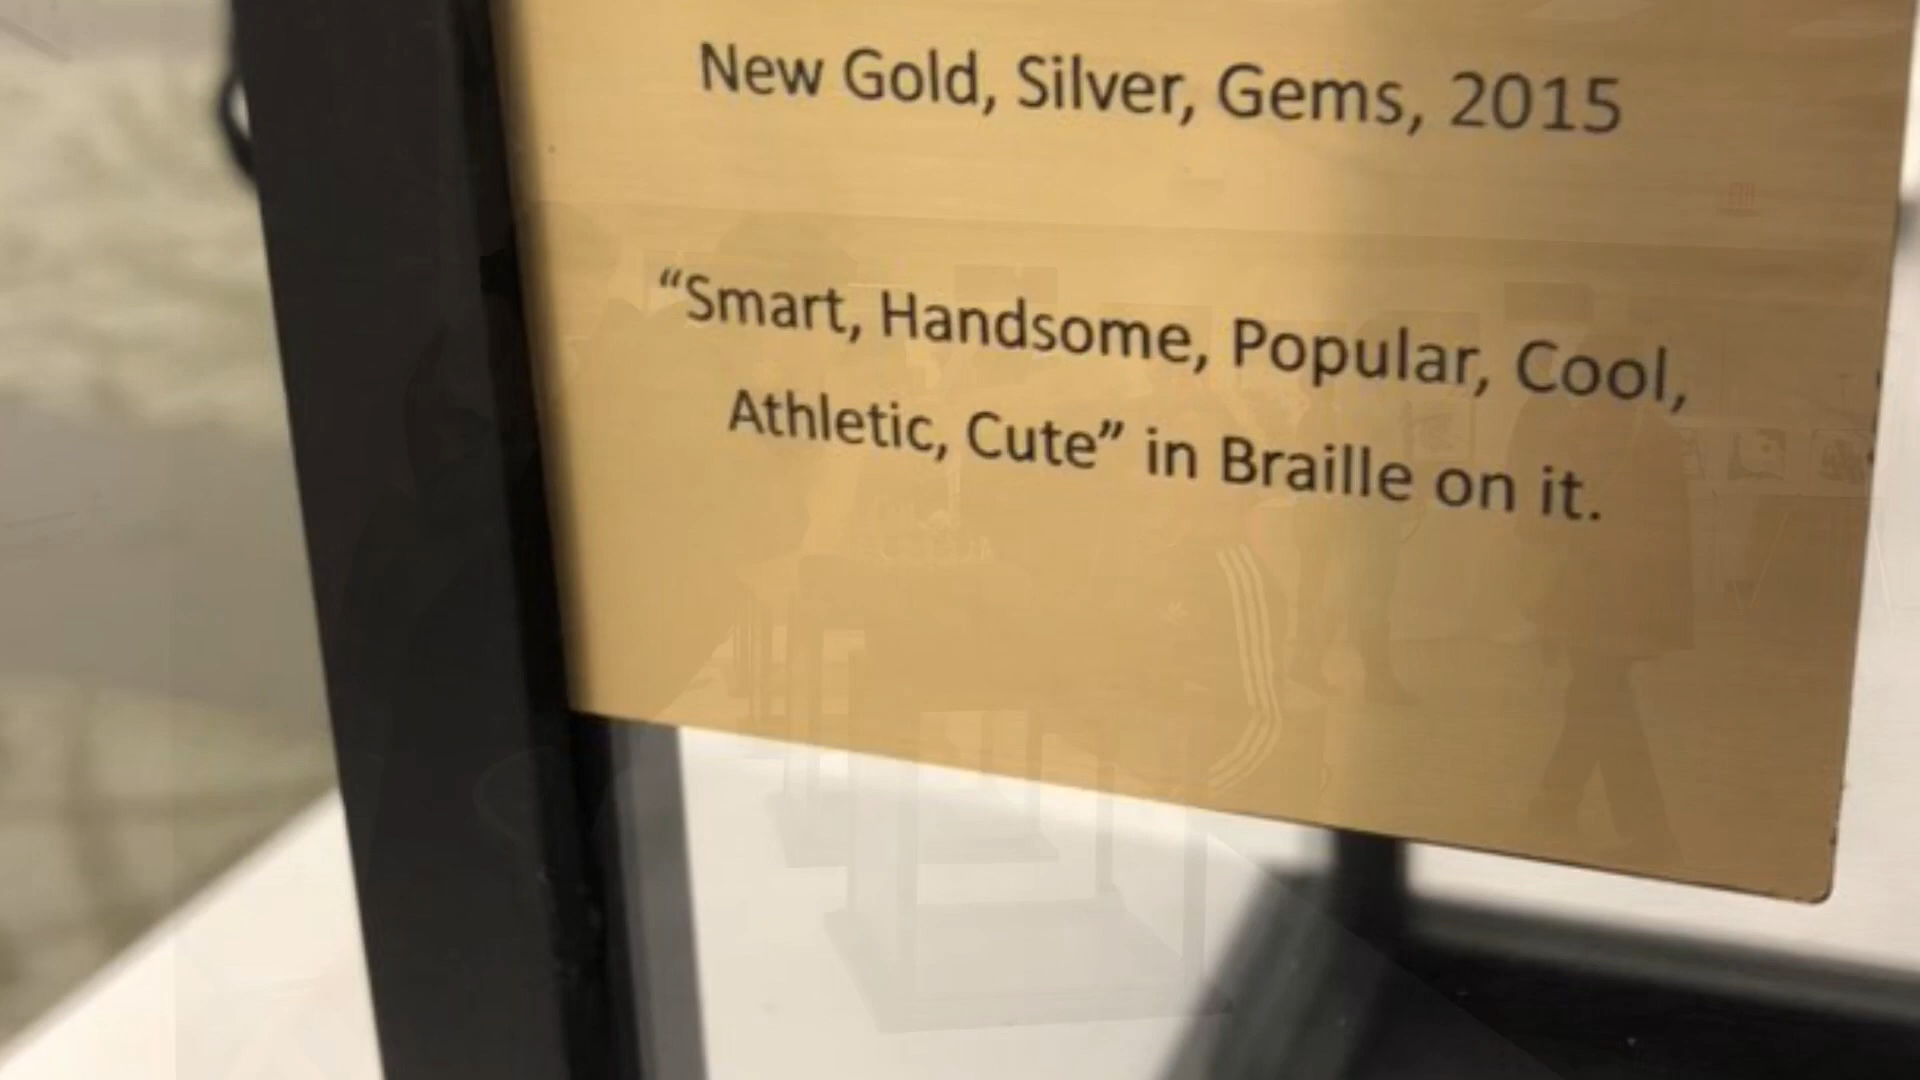 New Gold, Silver, Gems, 2015
“Smart, Handsome, Popular, Cool,
Athletic, Cute” in Braille on it.